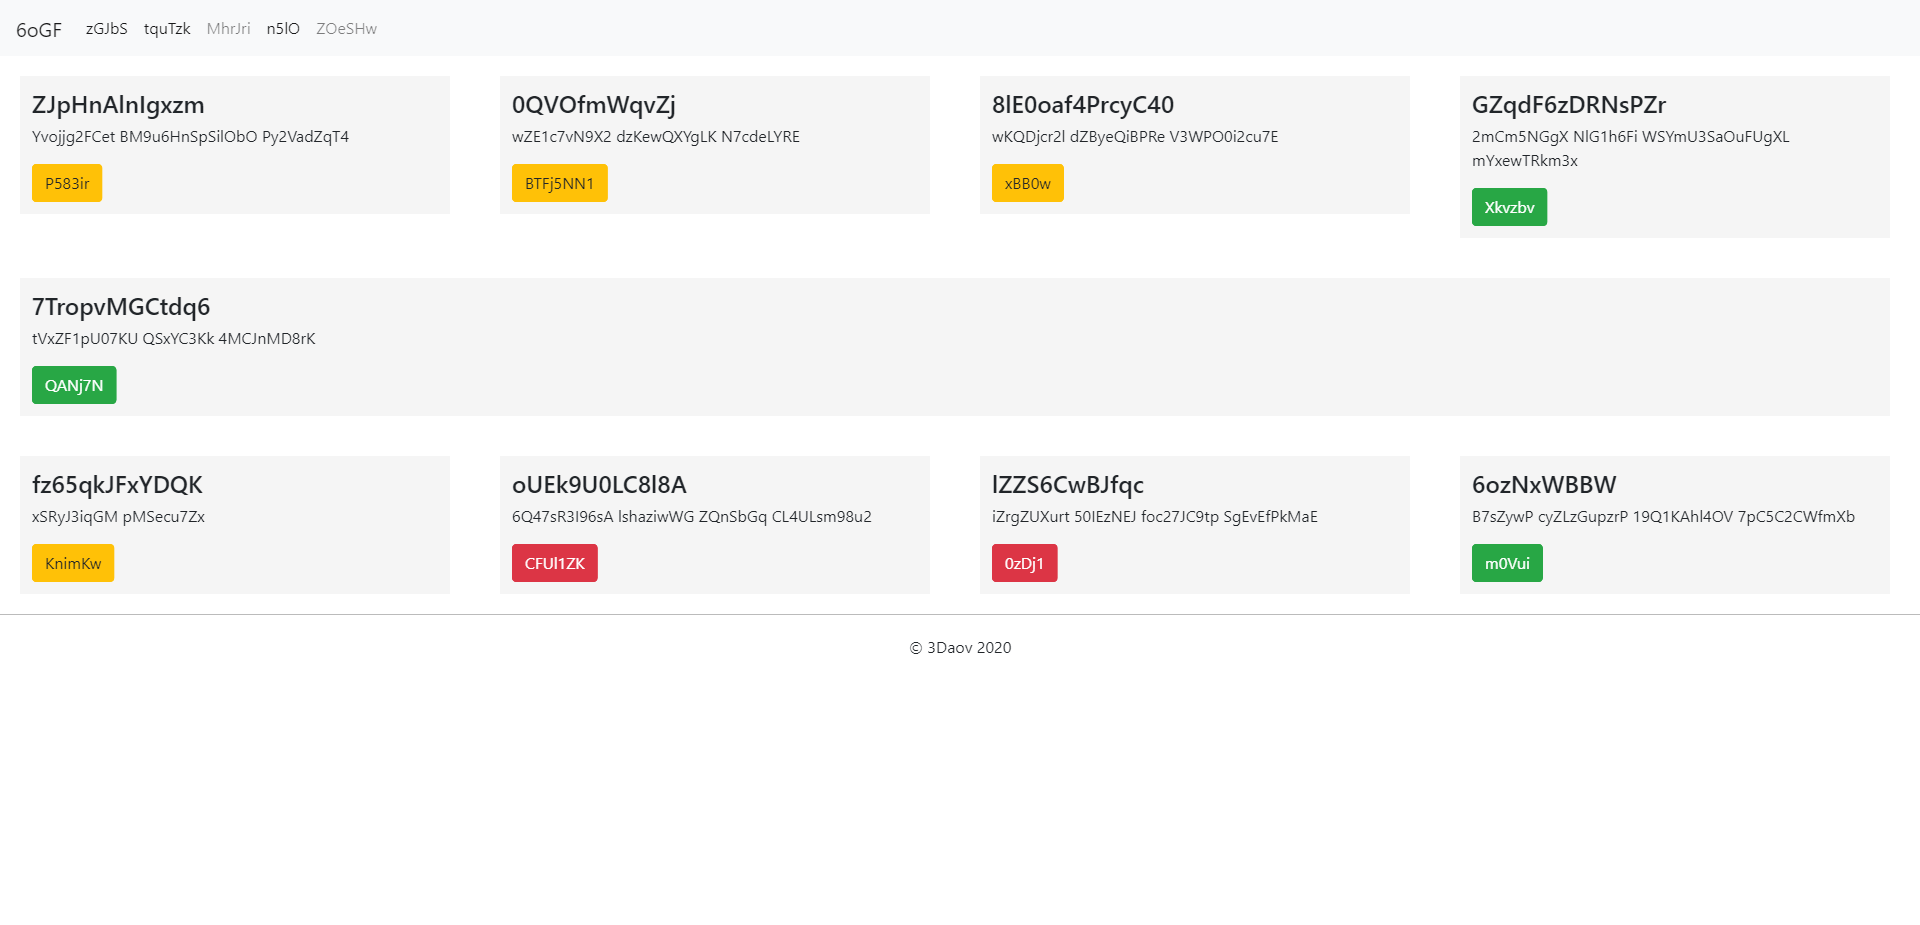 6oGF zGJbS tquTzk MhrJri n5lO ZOeSHw
ZJpHnAlnIgxzm
Yvojjg2FCet BM9u6HnSpSilObO Py2VadZqT4
P583ir
0QVOfmWqvZj
wZE1c7vN9X2 dzKewQXYgLK N7cdeLYRE
BTFj5NN1
8lE0oaf4PrcyC40
wKQDjcr2l dZByeQiBPRe V3WPO0i2cu7E
xBB0w
GZqdF6zDRNsPZr
2mCm5NGgX NlG1h6Fi WSYmU3SaOuFUgXL
mYxewTRkm3x
Xkvzbv
7TropvMGCtdq6
tVxZF1pU07KU QSxYC3Kk 4MCJnMD8rK
QANj7N
fz65qkJFxYDQK
xSRyJ3iqGM pMSecu7Zx
KnimKw
oUEk9U0LC8l8A
6Q47sR3I96sA lshaziwWG ZQnSbGq CL4ULsm98u2
CFUl1ZK
lZZS6CwBJfqc
iZrgZUXurt 50IEzNEJ foc27JC9tp SgEvEfPkMaE
0zDj1
6ozNxWBBW
B7sZywP cyZLzGupzrP 19Q1KAhl4OV 7pC5C2CWfmXb
m0Vui
© 3Daov 2020